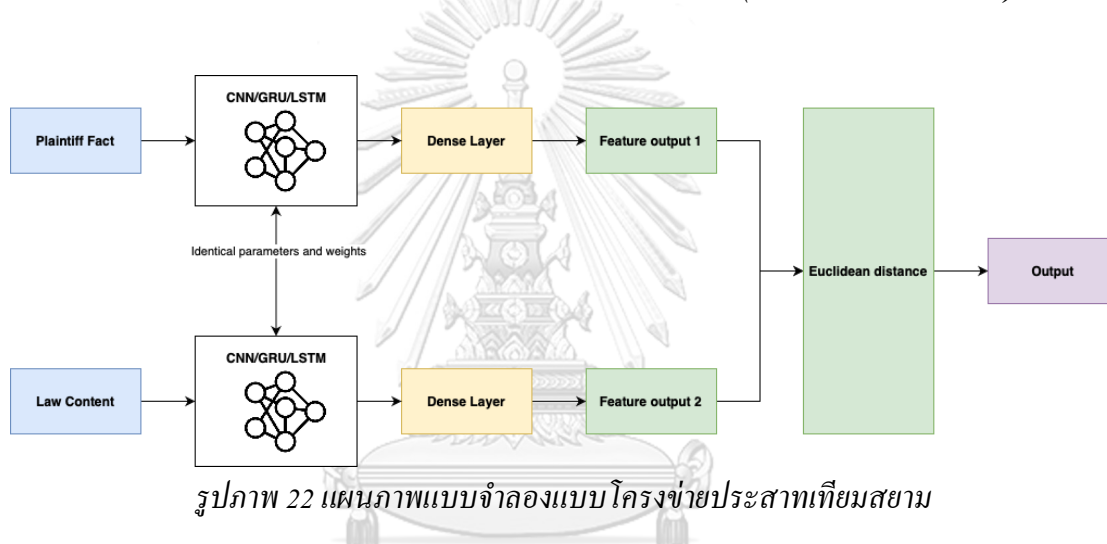 CNN/GRU/LSTM
Plaintiff Fact
Dense Layer
Feature output 1
Identical parameters and weights
Euclidean distance
Output
CNN/GRU/LSTM
Law Content
Dense Layer
Feature output 2
รูปภาพ 22 แผนภาพแบบจำลองแบบโครงข่ายประสาทเทียมสยาม